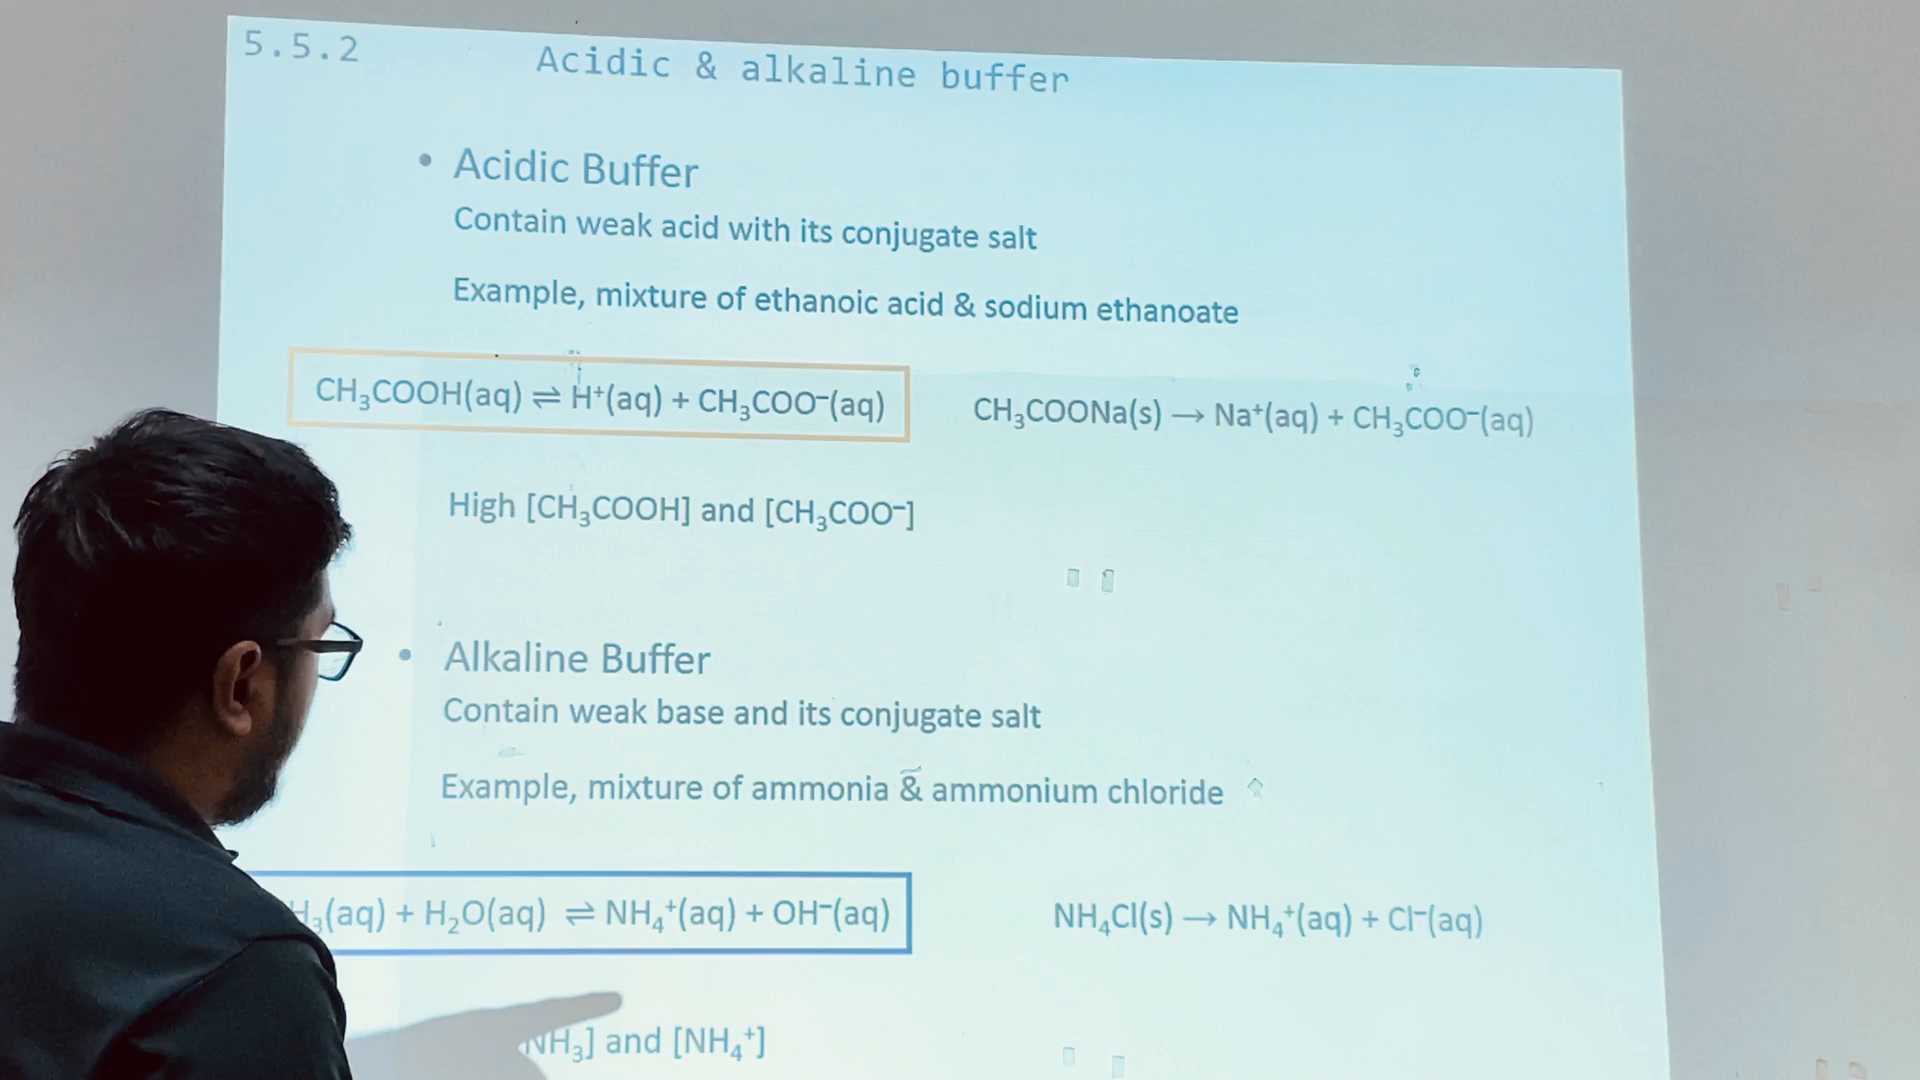 5.5.2
Acidic & alkaline buffer
• Acidic Buffer
Contain weak acid with its conjugate salt
Example, mixture of ethanoic acid & sodium ethanoate
CH₃COOH(aq) ⇌ H⁺(aq) + CH₃COO⁻(aq)
CH₃COONa(s) → Na⁺(aq) + CH₃COO⁻(aq)
High [CH₃COOH] and [CH₃COO⁻]
• Alkaline Buffer
Contain weak base and its conjugate salt
Example, mixture of ammonia & ammonium chloride
H₃(aq) + H₂O(aq) ⇌ NH₄⁺(aq) + OH⁻(aq)
NH₄Cl(s) → NH₄⁺(aq) + Cl⁻(aq)
NH₃] and [NH₄⁺]